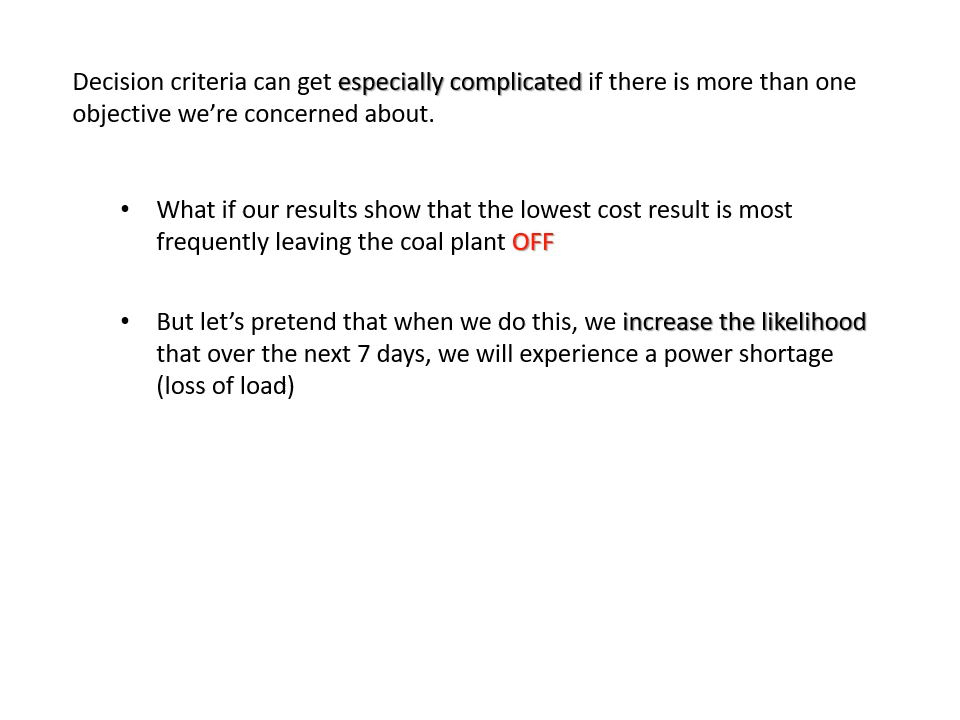 Decision criteria can get especially complicated if there is more than one
objective we’re concerned about.
• What if our results show that the lowest cost result is most
frequently leaving the coal plant OFF
• But let’s pretend that when we do this, we increase the likelihood
that over the next 7 days, we will experience a power shortage
(loss of load)